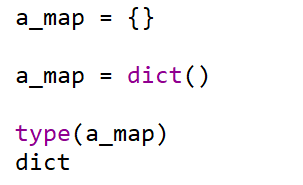 a_map = {}
a_map = dict()
type(a_map)
dict